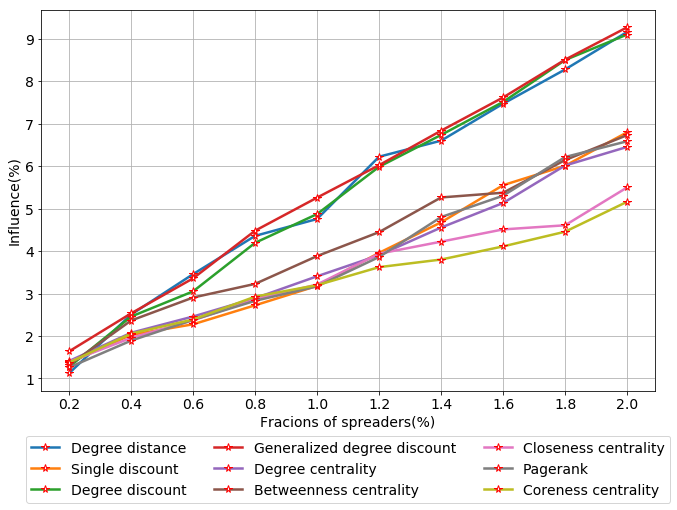 9
8
7
6
5
4
3
2
1
Influence(%)
0.2 0.4 0.6 0.8 1.0 1.2 1.4 1.6 1.8 2.0
Fracions of spreaders(%)
Degree distance Generalized degree discount Closeness centrality
Single discount Degree centrality Pagerank
Degree discount Betweenness centrality Coreness centrality